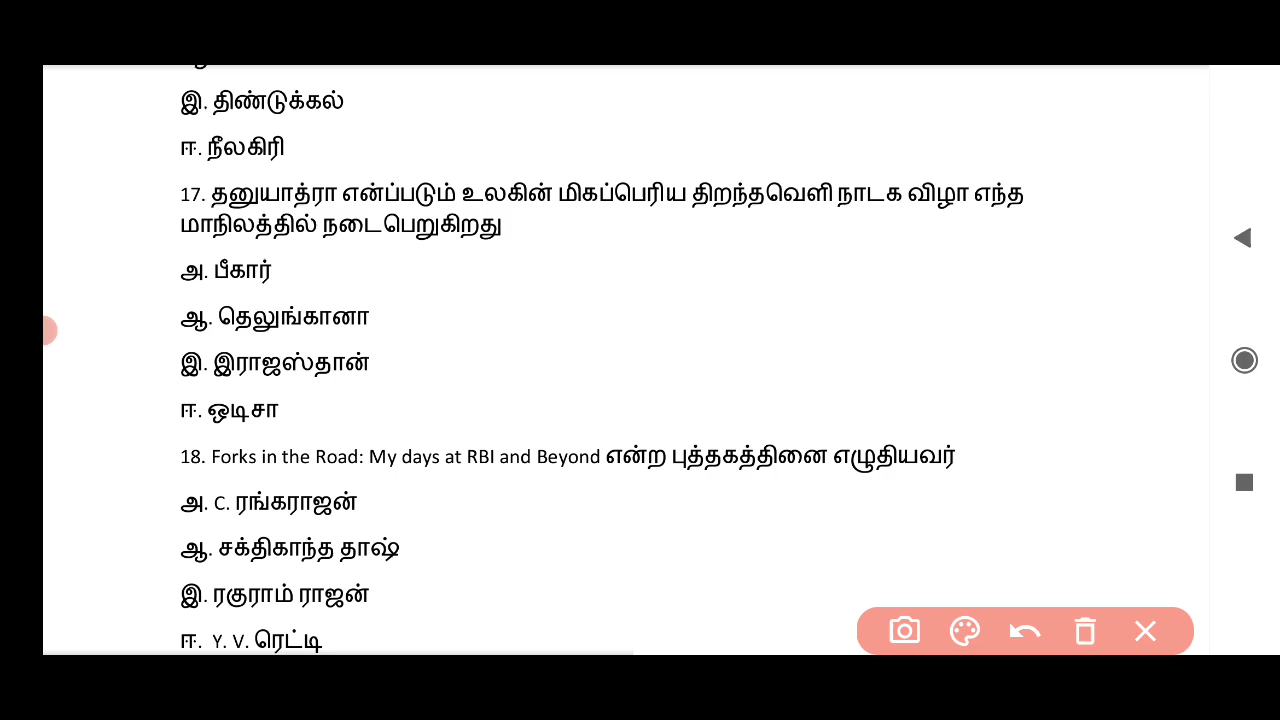 இ. திண்டுக்கல்
ஈ. நீலகிரி
17. தனுயாத்ரா என்ப்படும் உலகின் மிகப்பெரிய திறந்தவெளி நாடக விழா எந்த
மாநிலத்தில் நடைபெறுகிறது
அ. பீகார்
ஆ. தெலுங்கானா
இ. இராஜஸ்தான்
ஈ. ஒடிசா
18. Forks in the Road: My days at RBI and Beyond என்ற புத்தகத்தினை எழுதியவர்
அ. C. ரங்கராஜன்
ஆ. சக்திகாந்த தாஷ்
இ. ரகுராம் ராஜன்
ஈ. Y. V. ரெட்டி